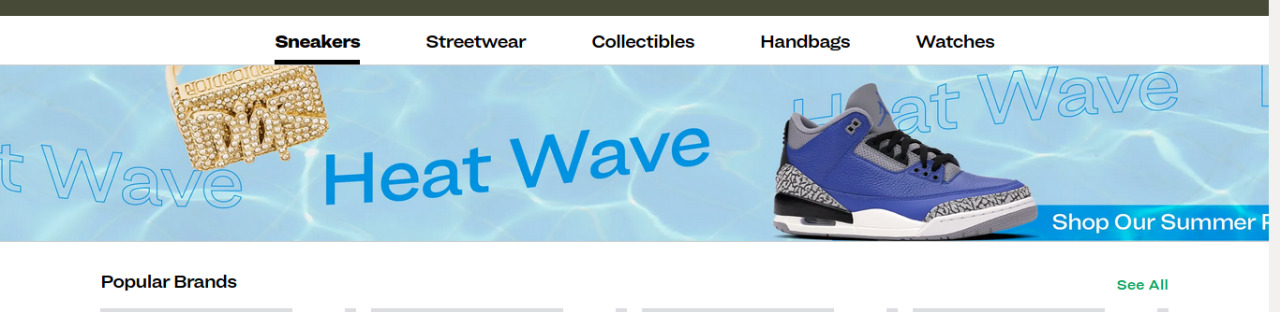 Sneakers
Streetwear
Collectibles
Handbags
Watches
Heat Wave
Wave
Heat Wave
Shop Our Summer
Popular Brands
See All